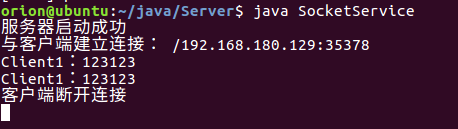 orion@ubuntu:~/java/Server$ java SocketService
服务器启动成功
与客户端建立连接： /192.168.180.129:35378
Client1：123123
Client1：123123
客户端断开连接